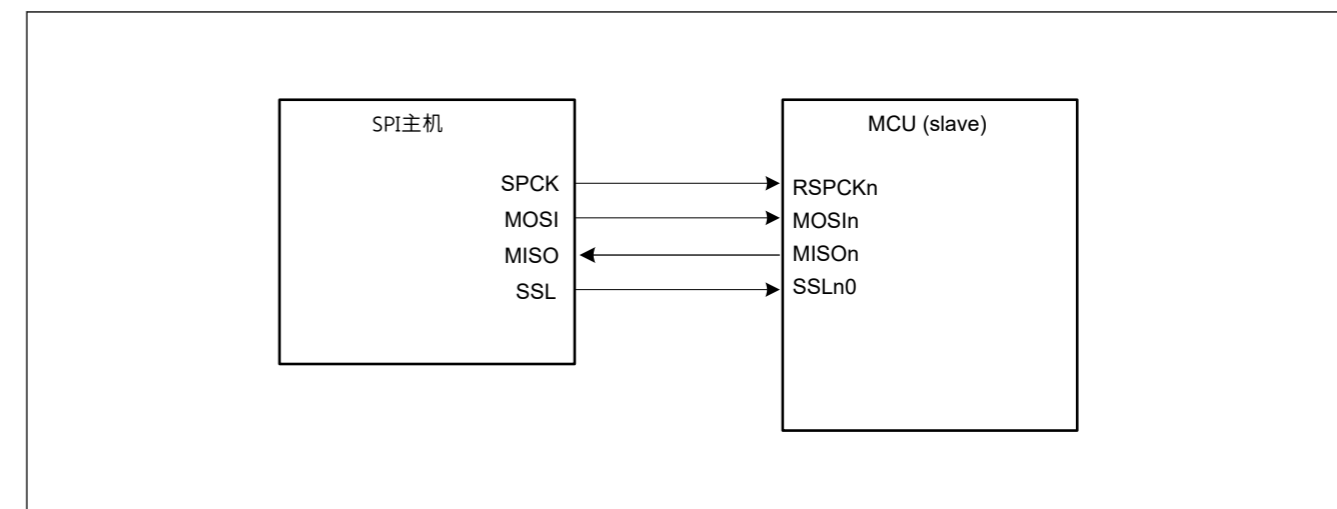 SPI主机
SPCK
MOSI
MISO
SSL
MCU (slave)
RSPCKn
MOSIn
MISOn
SSLn0